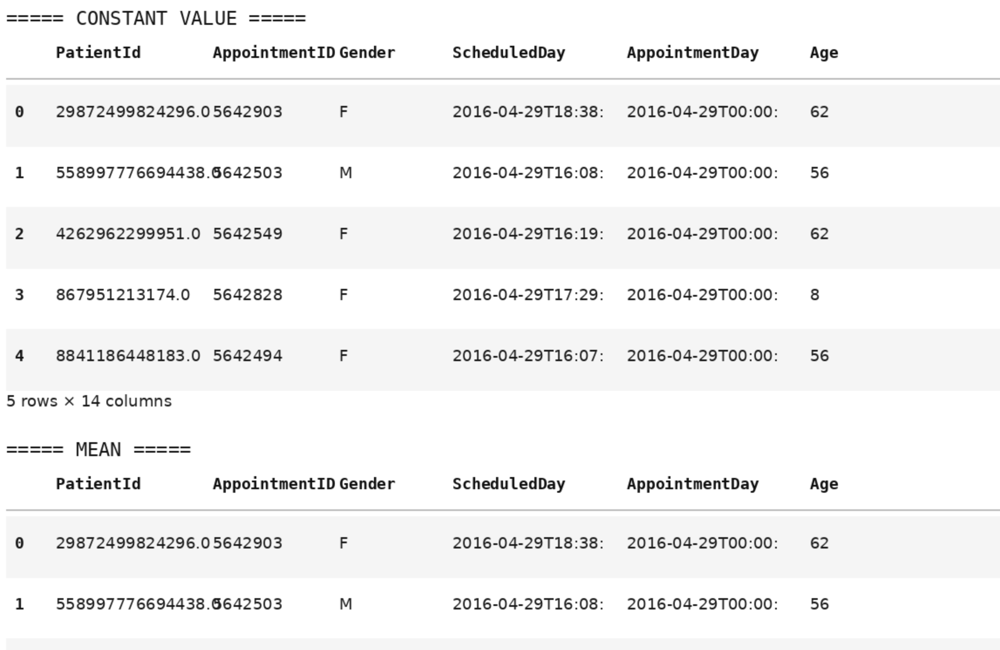 ===== CONSTANT VALUE =====
PatientId AppointmentID Gender ScheduledDay AppointmentDay Age
0 29872499824296.0 5642903 F 2016-04-29T18:38: 2016-04-29T00:00: 62
1 558997776694438.0 5642503 M 2016-04-29T16:08: 2016-04-29T00:00: 56
2 4262962299951.0 5642549 F 2016-04-29T16:19: 2016-04-29T00:00: 62
3 867951213174.0 5642828 F 2016-04-29T17:29: 2016-04-29T00:00: 8
4 8841186448183.0 5642494 F 2016-04-29T16:07: 2016-04-29T00:00: 56
5 rows × 14 columns
===== MEAN =====
PatientId AppointmentID Gender ScheduledDay AppointmentDay Age
0 29872499824296.0 5642903 F 2016-04-29T18:38: 2016-04-29T00:00: 62
1 558997776694438.0 5642503 M 2016-04-29T16:08: 2016-04-29T00:00: 56